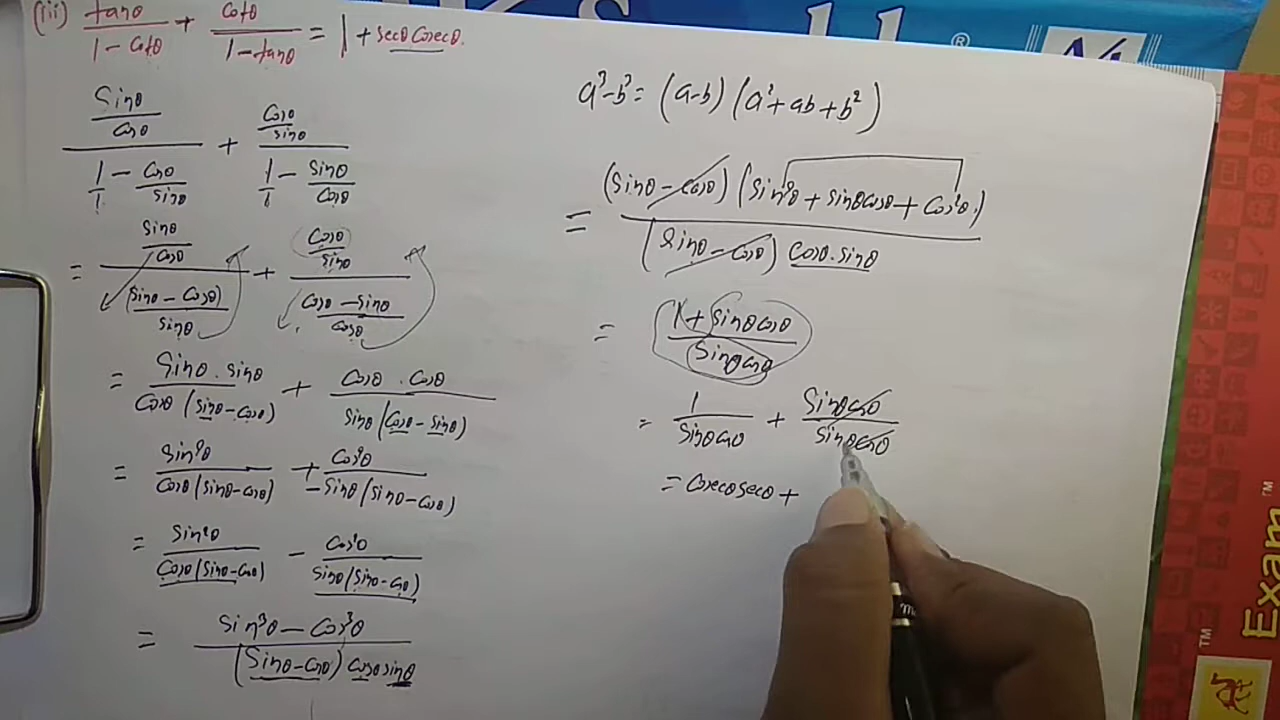 (iii) tanθ/(1 - cotθ) + cotθ/(1 - tanθ) = 1 + secθ cosecθ.
(Sinθ/cosθ)/(1/1 - Cosθ/sinθ) + (cosθ/sinθ)/(1/1 - Sinθ/cosθ)
= (Sinθ/cosθ)/((Sinθ - Cosθ)/sinθ) + (Cosθ/sinθ)/((Cosθ - Sinθ)/cosθ)
= Sinθ . Sinθ/Cosθ (sinθ - cosθ) + Cosθ . Cosθ/Sinθ (Cosθ - Sinθ)
= Sin²θ/Cosθ (sinθ - cosθ) + Cos²θ/-Sinθ (sinθ - cosθ)
= Sin²θ/Cosθ (sinθ - cosθ) - Cos²θ/Sinθ (sinθ - cosθ)
= Sin³θ - Cos³θ/(Sinθ - Cosθ) cosθ sinθ
a³-b³ = (a-b) (a²+ab+b²)
= (Sinθ - Cosθ) (Sin²θ + Sinθcosθ + Cos²θ.)/(Sinθ - Cosθ) cosθ.sinθ
= 1 + Sinθcosθ/Sinθcosθ
= 1/Sinθcosθ + Sinθcosθ/Sinθcosθ
= Cosecθ secθ +
®
Exam
™
™